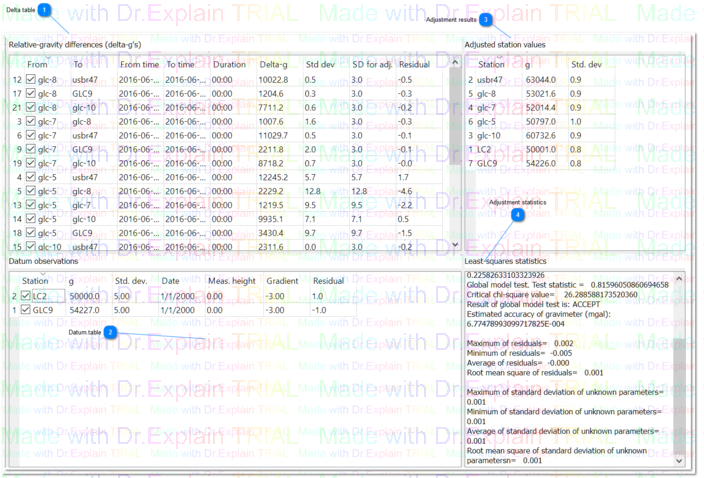 Delta table 1
Adjustment results 3
Made with Dr.Explain TRIAL
Relative-gravity differences (delta-g's)
From To From time To time Duration Delta-g Std dev SD for adj. Residual
12 glc-8 usbr47 2016-06-... 2016-06-... 00:00 10022.8 0.5 3.0 -0.5
17 glc-8 GLC9 2016-06-... 2016-06-... 00:00 1204.6 0.3 3.0 -0.3
21 glc-8 glc-10 2016-06-... 2016-06-... 00:00 7711.2 0.6 3.0 -0.2
3 glc-7 glc-8 2016-06-... 2016-06-... 00:00 1007.6 1.6 3.0 -0.3
6 glc-7 usbr47 2016-06-... 2016-06-... 00:00 11029.7 0.5 3.0 -0.1
9 glc-7 GLC9 2016-06-... 2016-06-... 00:00 2211.8 2.0 3.0 -0.1
19 glc-7 glc-10 2016-06-... 2016-06-... 00:00 8718.2 0.7 3.0 -0.0
4 glc-5 usbr47 2016-06-... 2016-06-... 00:00 12245.2 5.7 5.7 1.7
5 glc-5 glc-8 2016-06-... 2016-06-... 00:00 2229.2 12.8 12.8 -4.6
13 glc-5 glc-7 2016-06-... 2016-06-... 00:00 1219.5 9.5 9.5 -2.2
14 glc-5 glc-10 2016-06-... 2016-06-... 00:00 9935.1 7.1 7.1 0.5
18 glc-5 GLC9 2016-06-... 2016-06-... 00:00 3430.4 9.7 9.7 -1.5
15 glc-10 usbr47 2016-06-... 2016-06-... 00:00 2311.6 0.0 3.0 -0.2
Adjusted station values
Station g Std. dev
2 usbr47 63044.0 0.9
5 glc-8 53021.6 0.9
4 glc-7 52014.4 0.9
6 glc-5 50797.0 1.0
3 glc-10 60732.6 0.9
1 LC2 50001.0 0.8
7 GLC9 54226.0 0.8
Adjustment statistics
4
Datum observations
Station g Std. dev. Date Meas. height Gradient Residual
2 LC2 50000.0 5.00 1/1/2000 0.00 -3.00 1.0
1 GLC9 54227.0 5.00 1/1/2000 0.00 -3.00 -1.0
Datum table 2
Least-squares statistics
0.22582633103323926
Global model test. Test statistic = 0.81596050860694658
Critical chi-square value= 26.288588173520360
Result of global model test is: ACCEPT
Estimated accuracy of gravimeter (mgal):
6.77478993099717825E-004
Maximum of residuals= 0.002
Minimum of residuals= -0.005
Average of residuals= -0.000
Root mean square of residuals= 0.001
Maximum of standard deviation of unknown parameters=
0.001
Minimum of standard deviation of unknown parameters=
0.001
Average of standard deviation of unknown parameters=
0.001
Root mean square of standard deviation of unknown
parametersn= 0.001